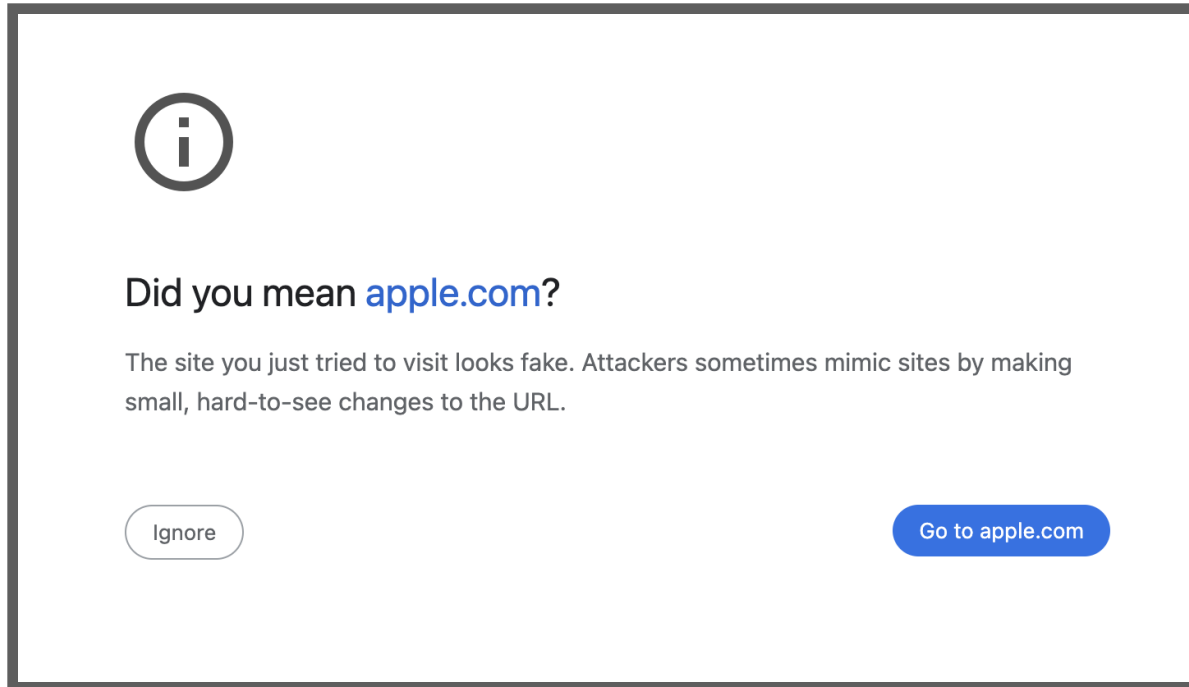 Did you mean apple.com?
The site you just tried to visit looks fake. Attackers sometimes mimic sites by making
small, hard-to-see changes to the URL.
Ignore
Go to apple.com